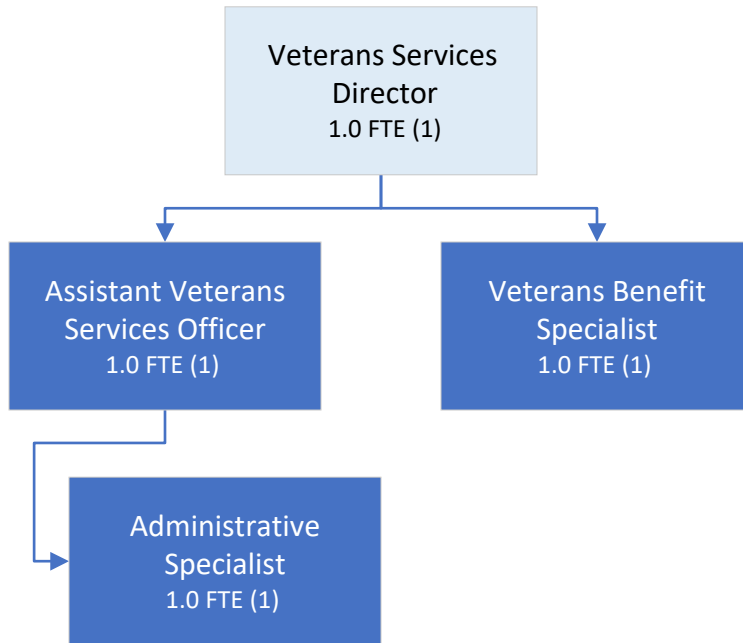 Veterans Services
Director
1.0 FTE (1)
Assistant Veterans
Services Officer
1.0 FTE (1)
Veterans Benefit
Specialist
1.0 FTE (1)
Administrative
Specialist
1.0 FTE (1)